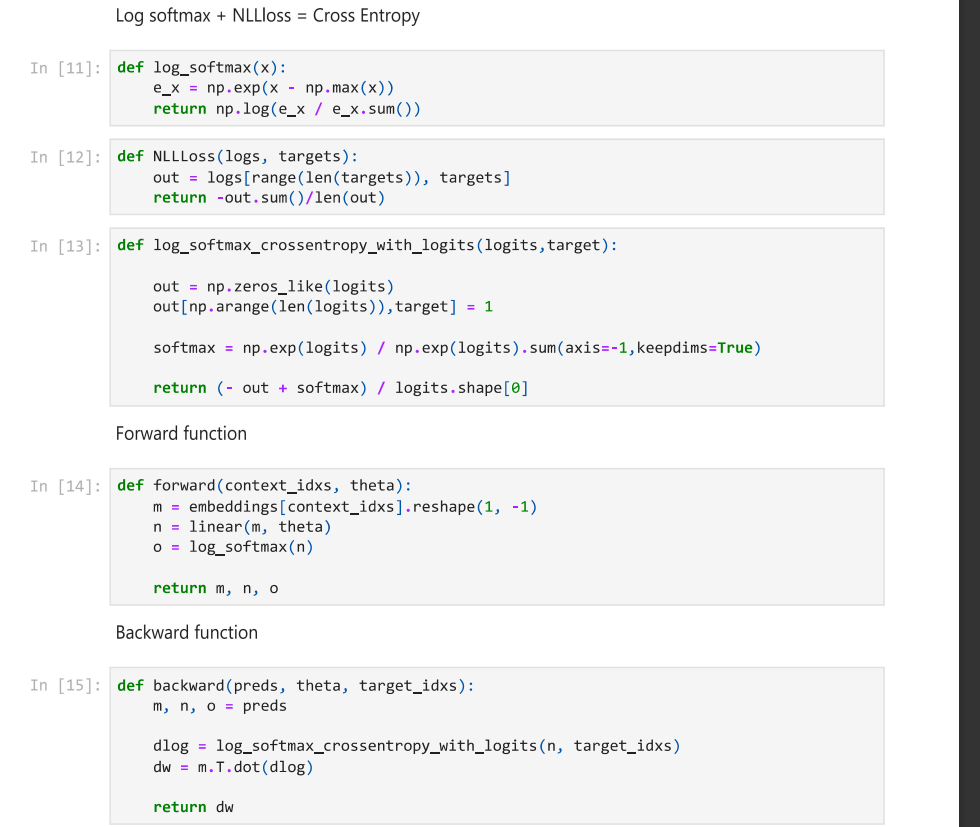 Log softmax + NLLloss = Cross Entropy
In [11]: def log_softmax(x):
    e_x = np.exp(x - np.max(x))
    return np.log(e_x / e_x.sum())
In [12]: def NLLLoss(logs, targets):
    out = logs[range(len(targets)), targets]
    return -out.sum()/len(out)
In [13]: def log_softmax_crossentropy_with_logits(logits,target):
    out = np.zeros_like(logits)
    out[np.arange(len(logits)),target] = 1
    softmax = np.exp(logits) / np.exp(logits).sum(axis=-1,keepdims=True)
    return (- out + softmax) / logits.shape[0]
Forward function
In [14]: def forward(context_idxs, theta):
    m = embeddings[context_idxs].reshape(1, -1)
    n = linear(m, theta)
    o = log_softmax(n)
    return m, n, o
Backward function
In [15]: def backward(preds, theta, target_idxs):
    m, n, o = preds
    dlog = log_softmax_crossentropy_with_logits(n, target_idxs)
    dw = m.T.dot(dlog)
    return dw